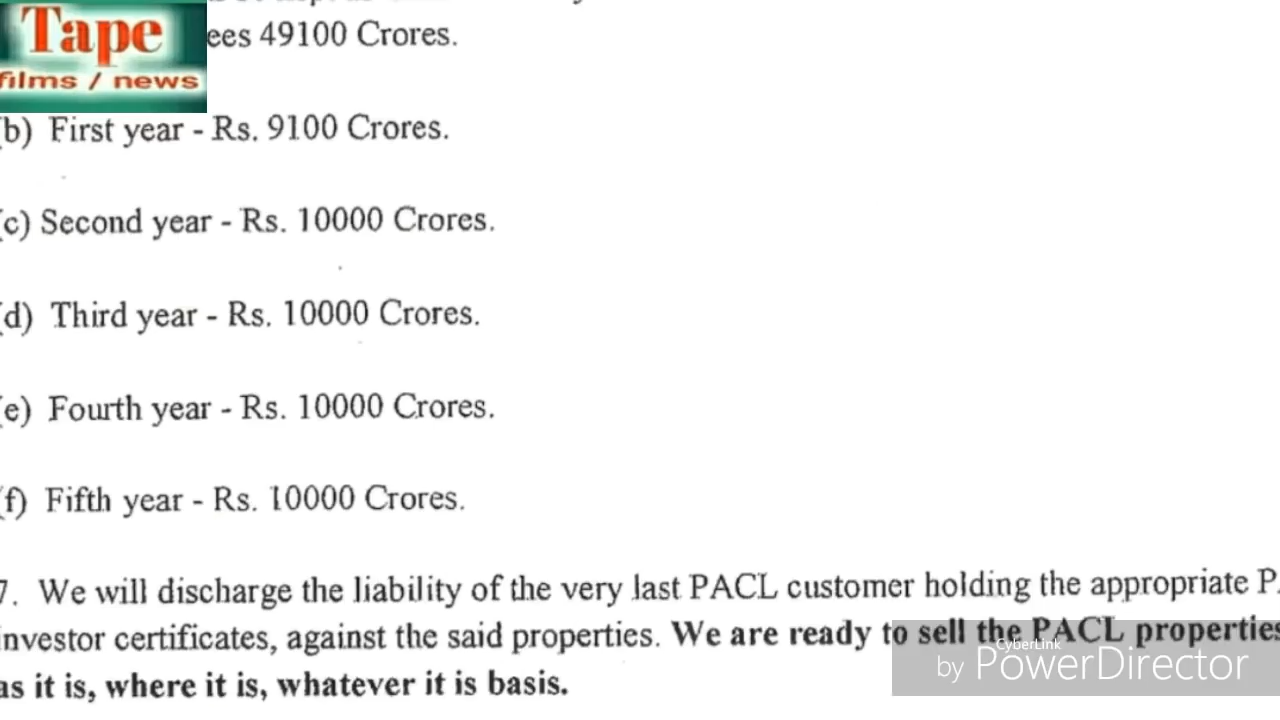 Tape
films / news
ees 49100 Crores.
(b) First year - Rs. 9100 Crores.
(c) Second year - Rs. 10000 Crores.
(d) Third year - Rs. 10000 Crores.
(e) Fourth year - Rs. 10000 Crores.
(f) Fifth year - Rs. 10000 Crores.
7. We will discharge the liability of the very last PACL customer holding the appropriate PA
investor certificates, against the said properties. We are ready to sell the PACL properties
as it is, where it is, whatever it is basis.
CyberLink
by PowerDirector